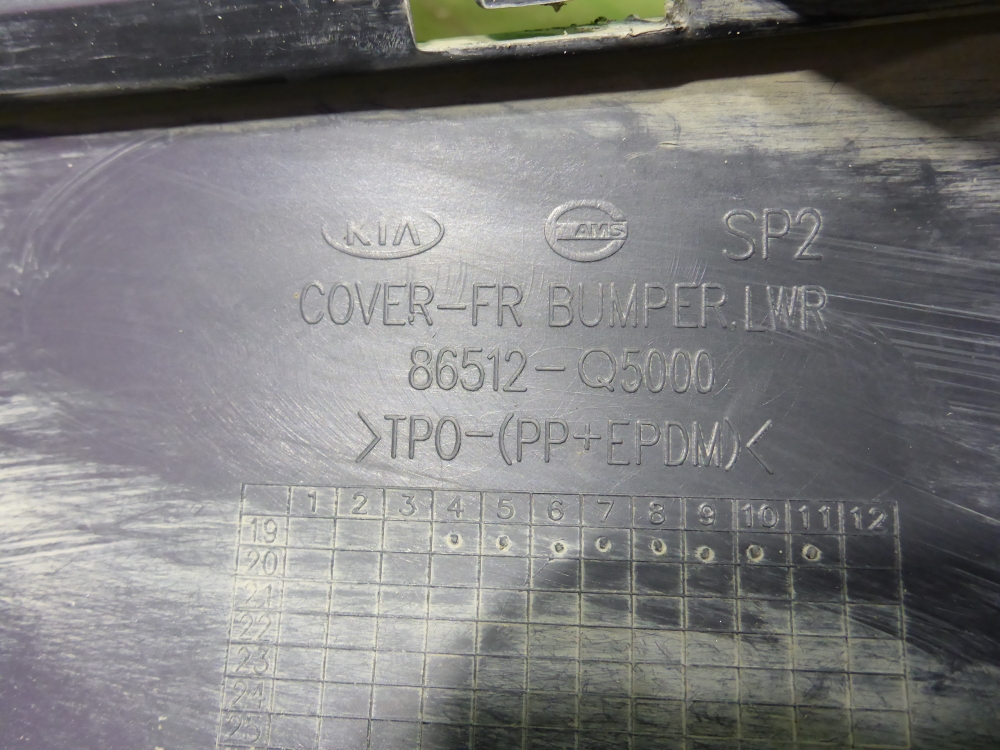 KIA AMS SP2
COVER-FR BUMPER.LWR
86512-Q5000
>TPO-(PP+EPDM)<
1 2 3 4 5 6 7 8 9 10 11 12
19
20
21
22
23
24
25